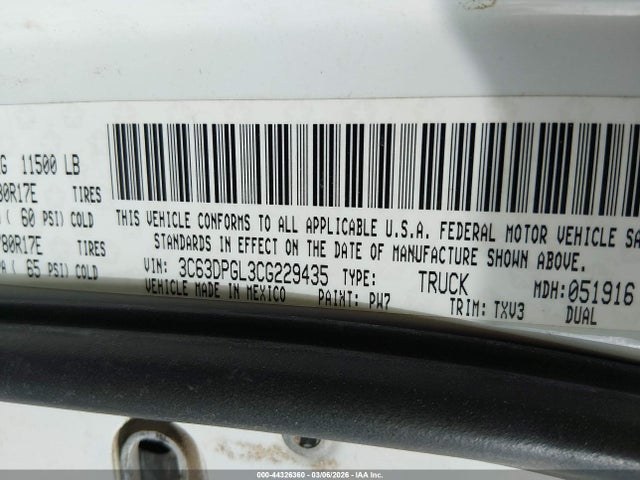 G 11500 LB
80R17E TIRES
( 60 PSI) COLD
80R17E TIRES
PA ( 65 PSI) COLD
THIS VEHICLE CONFORMS TO ALL APPLICABLE U.S.A. FEDERAL MOTOR VEHICLE SA
STANDARDS IN EFFECT ON THE DATE OF MANUFACTURE SHOWN ABOVE.
VIN: 3C63DPGL3CG229435 TYPE: TRUCK MDH:051916
VEHICLE MADE IN MEXICO PAINT: PW7 TRIM: TXV3 DUAL
000-44326360 | 03/06/2026 | IAA Inc.